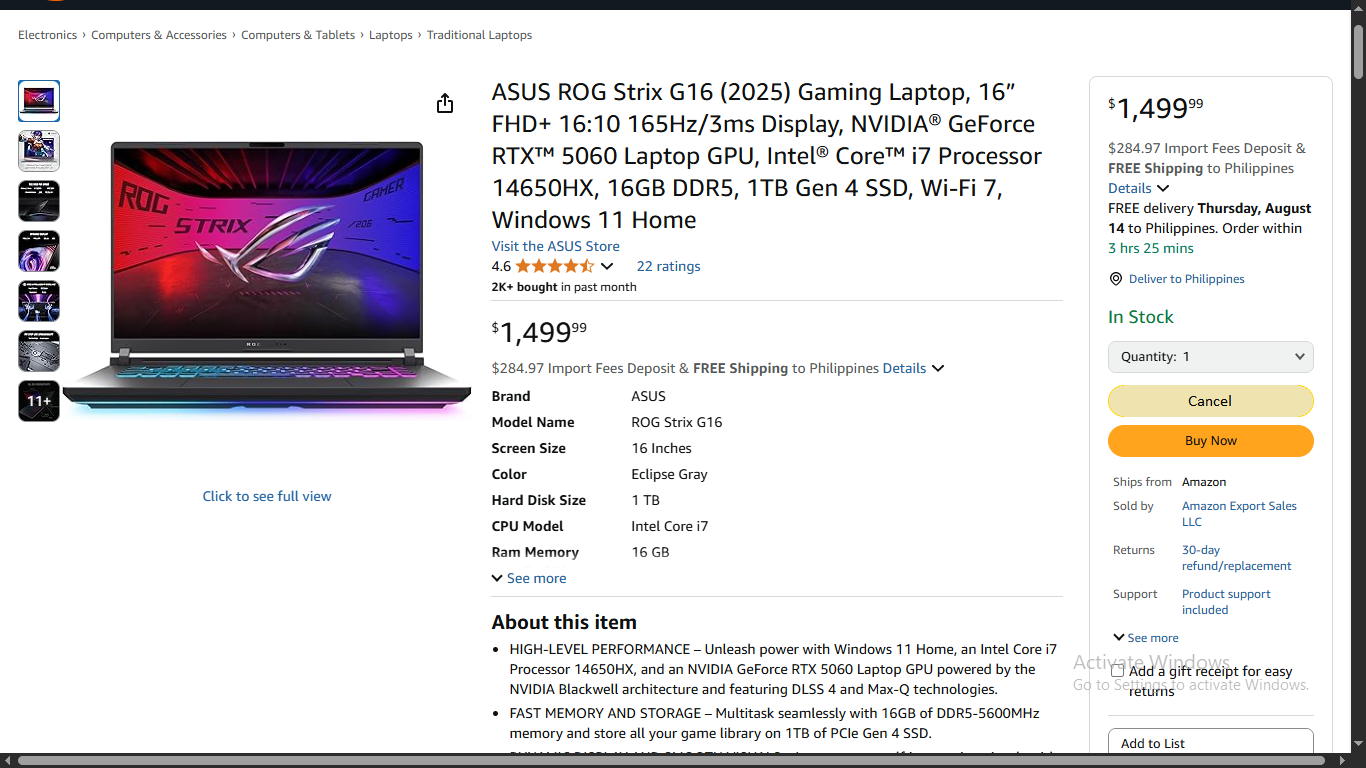 Electronics › Computers & Accessories › Computers & Tablets › Laptops › Traditional Laptops
ROG
STRIX
GAMER
ROG
11+
Click to see full view
ASUS ROG Strix G16 (2025) Gaming Laptop, 16”
FHD+ 16:10 165Hz/3ms Display, NVIDIA® GeForce
RTX™ 5060 Laptop GPU, Intel® Core™ i7 Processor
14650HX, 16GB DDR5, 1TB Gen 4 SSD, Wi-Fi 7,
Windows 11 Home
Visit the ASUS Store
4.6 22 ratings
2K+ bought in past month
$1,49999
$284.97 Import Fees Deposit & FREE Shipping to Philippines Details
Brand ASUS
Model Name ROG Strix G16
Screen Size 16 Inches
Color Eclipse Gray
Hard Disk Size 1 TB
CPU Model Intel Core i7
Ram Memory 16 GB
See more
About this item
• HIGH-LEVEL PERFORMANCE – Unleash power with Windows 11 Home, an Intel Core i7
Processor 14650HX, and an NVIDIA GeForce RTX 5060 Laptop GPU powered by the
NVIDIA Blackwell architecture and featuring DLSS 4 and Max-Q technologies.
• FAST MEMORY AND STORAGE – Multitask seamlessly with 16GB of DDR5-5600MHz
memory and store all your game library on 1TB of PCIe Gen 4 SSD.
$1,49999
$284.97 Import Fees Deposit &
FREE Shipping to Philippines
Details
FREE delivery Thursday, August
14 to Philippines. Order within
3 hrs 25 mins
Deliver to Philippines
In Stock
Quantity: 1
Cancel
Buy Now
Ships from Amazon
Sold by Amazon Export Sales
LLC
Returns 30-day
refund/replacement
Support Product support
included
See more
Activate Windows
Go to Settings to activate Windows.
Add a gift receipt for easy
returns
Add to List